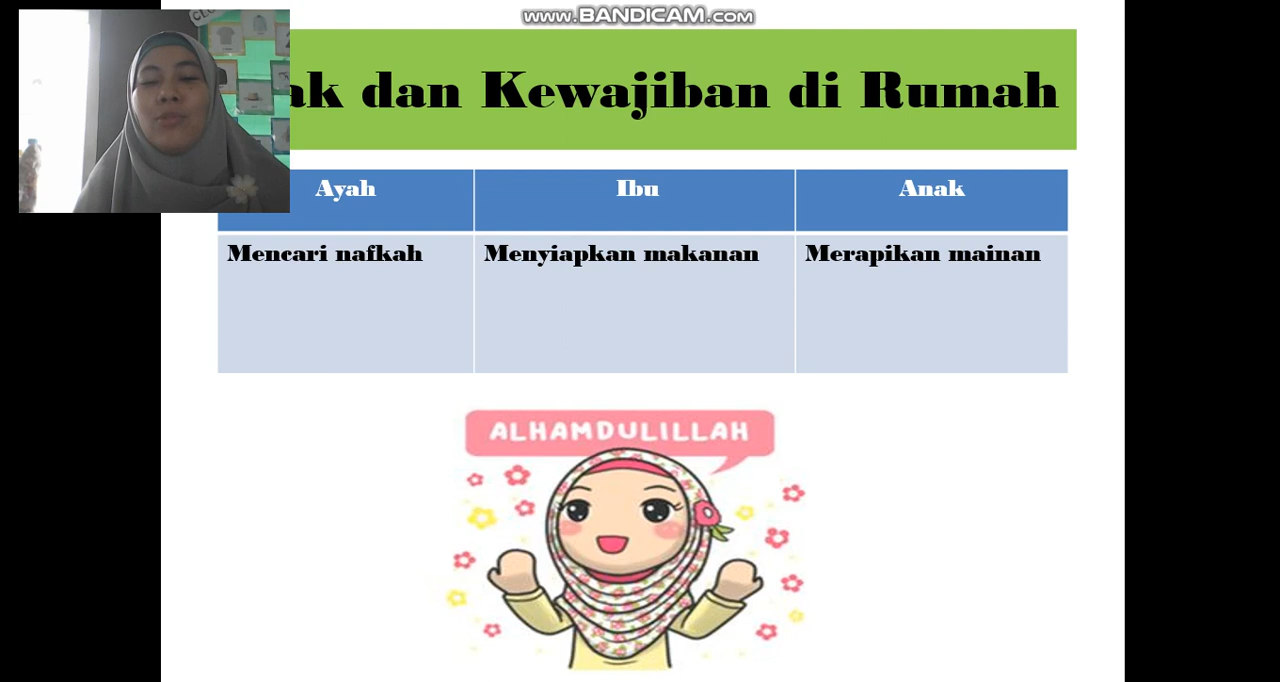 www.BANDICAM.com
ak dan Kewajiban di Rumah
Ayah Ibu Anak
Mencari nafkah Menyiapkan makanan Merapikan mainan
ALHAMDULILLAH